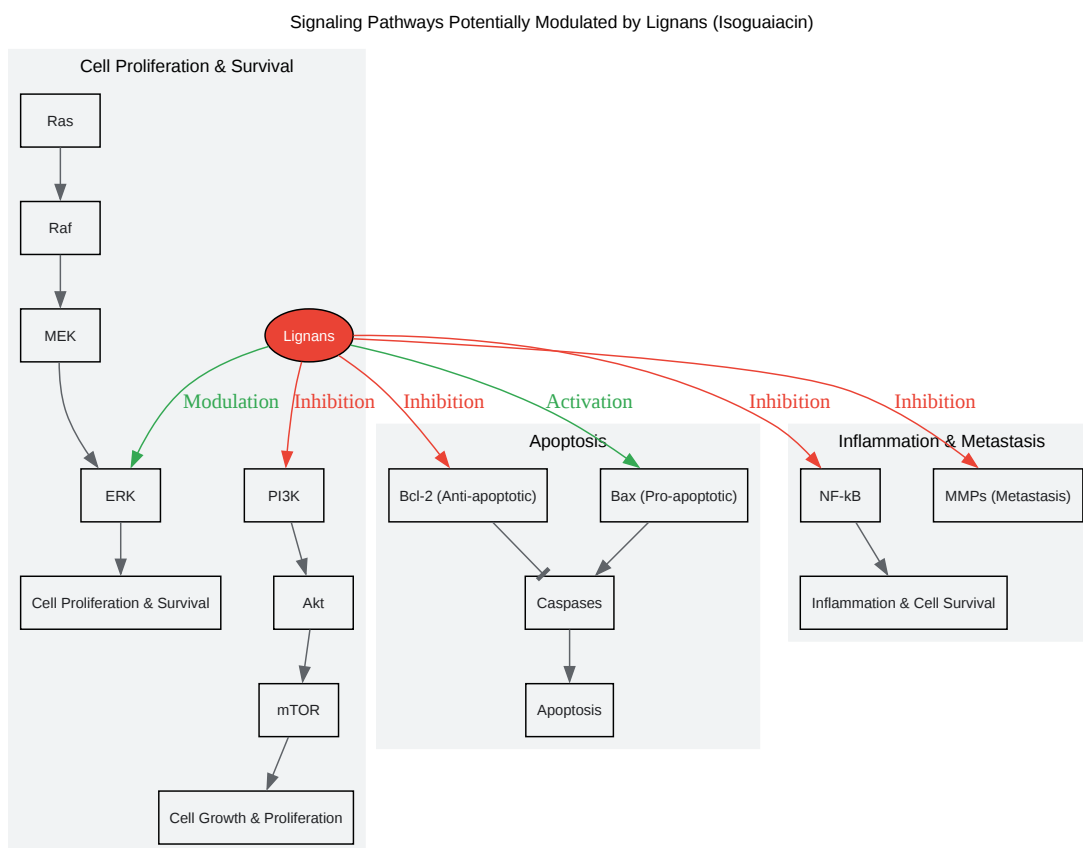 Signaling Pathways Potentially Modulated by Lignans (Isoguaiacin)
Cell Proliferation & Survival
Ras
Raf
MEK
Lignans
Modulation
Inhibition
Inhibition
Activation
Inhibition
Inhibition
Apoptosis
Inflammation & Metastasis
ERK
PI3K
Bcl-2 (Anti-apoptotic)
Bax (Pro-apoptotic)
NF-kB
MMPs (Metastasis)
Cell Proliferation & Survival
Akt
Caspases
Inflammation & Cell Survival
mTOR
Apoptosis
Cell Growth & Proliferation